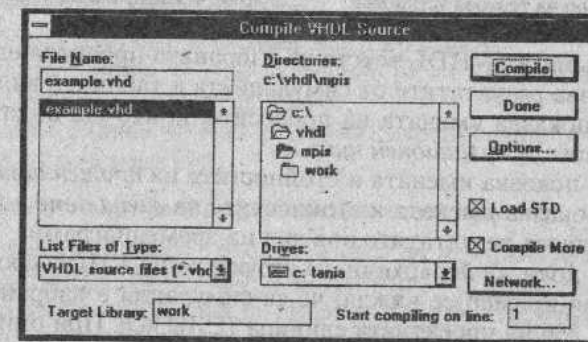 Compile VHDL Source
File Name:
example.vhd
example.vhd
List Files of Type:
VHDL source files (*.vhd
Directories:
c:\vhdl\mpis
c:\
vhdl
mpis
work
Drives:
c: tania
Compile
Done
Options...
Load STD
Compile More
Network...
Target Library: work
Start compiling on line: 1